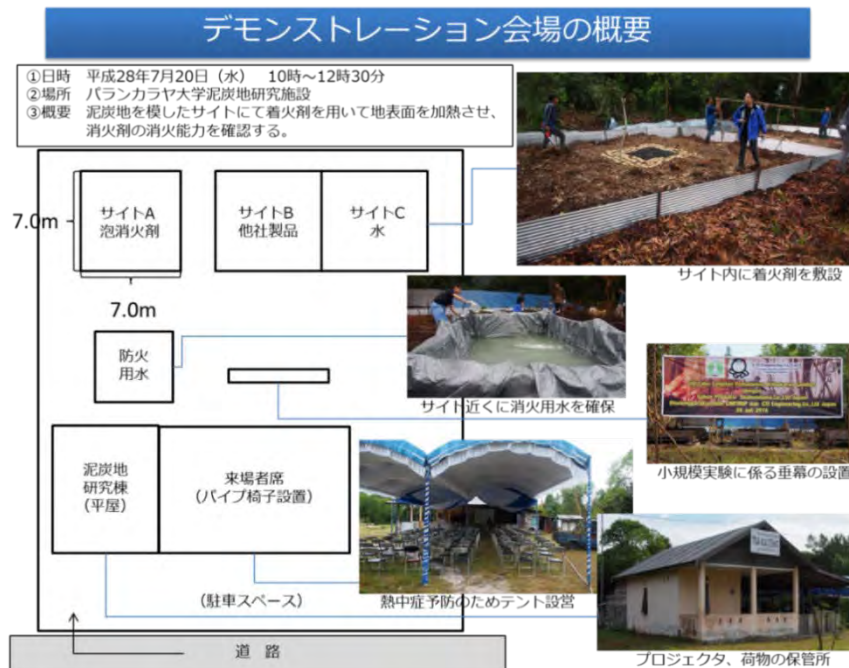 デモンストレーション会場の概要
①日時 平成28年7月20日(水) 10時～12時30分
②場所 パランカラヤ大学泥炭地研究施設
③概要 泥炭地を模したサイトにて着火剤を用いて地表面を加熱させ、
消火剤の消火能力を確認する。
7.0m
サイトA
泡消火剤
サイトB
他社製品
サイトC
水
7.0m
サイト内に着火剤を敷設
防火
用水
サイト近くに消火用水を確保
小規模実験に係る垂幕の設置
泥炭地
研究棟
(平屋)
来場者席
(パイプ椅子設置)
熱中症予防のためテント設営
(駐車スペース)
プロジェクタ、荷物の保管所
道 路